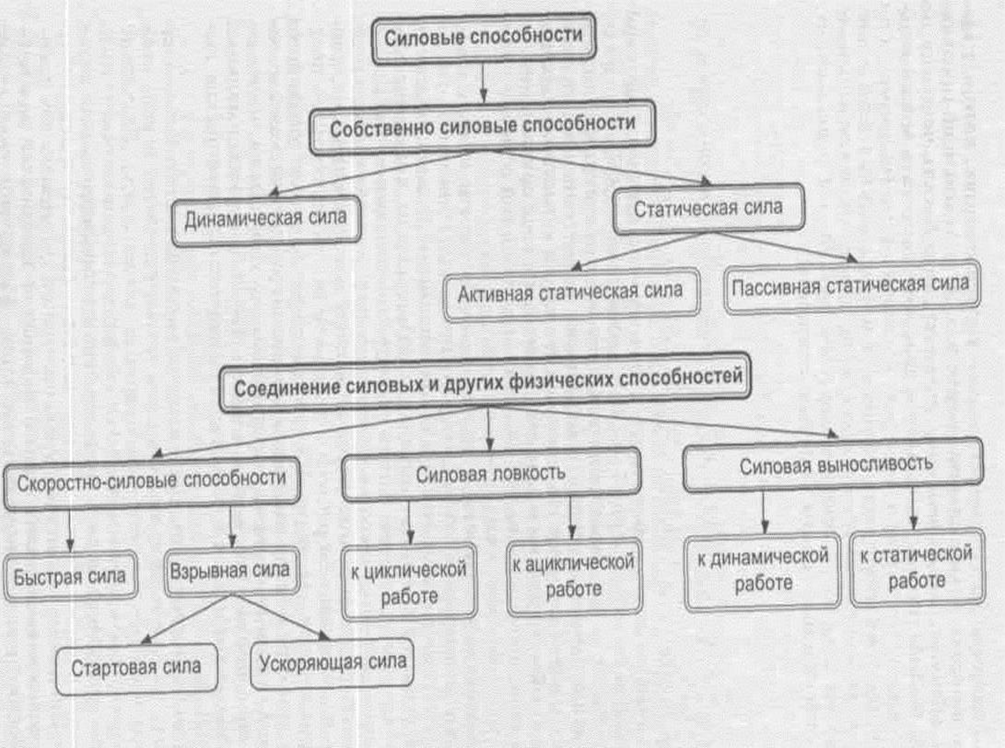 Силовые способности
Собственно силовые способности
Динамическая сила
Статическая сила
Активная статическая сила
Пассивная статическая сила
Соединение силовых и других физических способностей
Скоростно-силовые способности
Силовая ловкость
Силовая выносливость
Быстрая сила
Взрывная сила
к циклической
работе
к ациклической
работе
к динамической
работе
к статической
работе
Стартовая сила
Ускоряющая сила